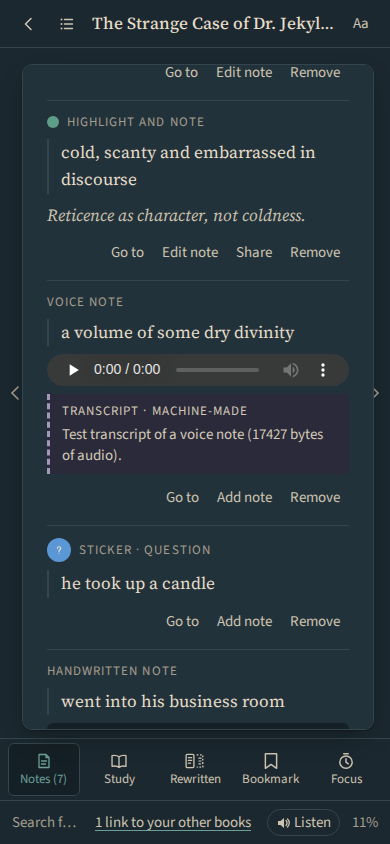 The Strange Case of Dr. Jekyl... Aa
Go to Edit note Remove
HIGHLIGHT AND NOTE
cold, scanty and embarrassed in
discourse
Reticence as character, not coldness.
Go to Edit note Share Remove
VOICE NOTE
a volume of some dry divinity
0:00 / 0:00
TRANSCRIPT · MACHINE-MADE
Test transcript of a voice note (17427 bytes
of audio).
Go to Add note Remove
? STICKER · QUESTION
he took up a candle
Go to Add note Remove
HANDWRITTEN NOTE
went into his business room
Notes (7) Study Rewritten Bookmark Focus
Search f... 1 link to your other books Listen 11%